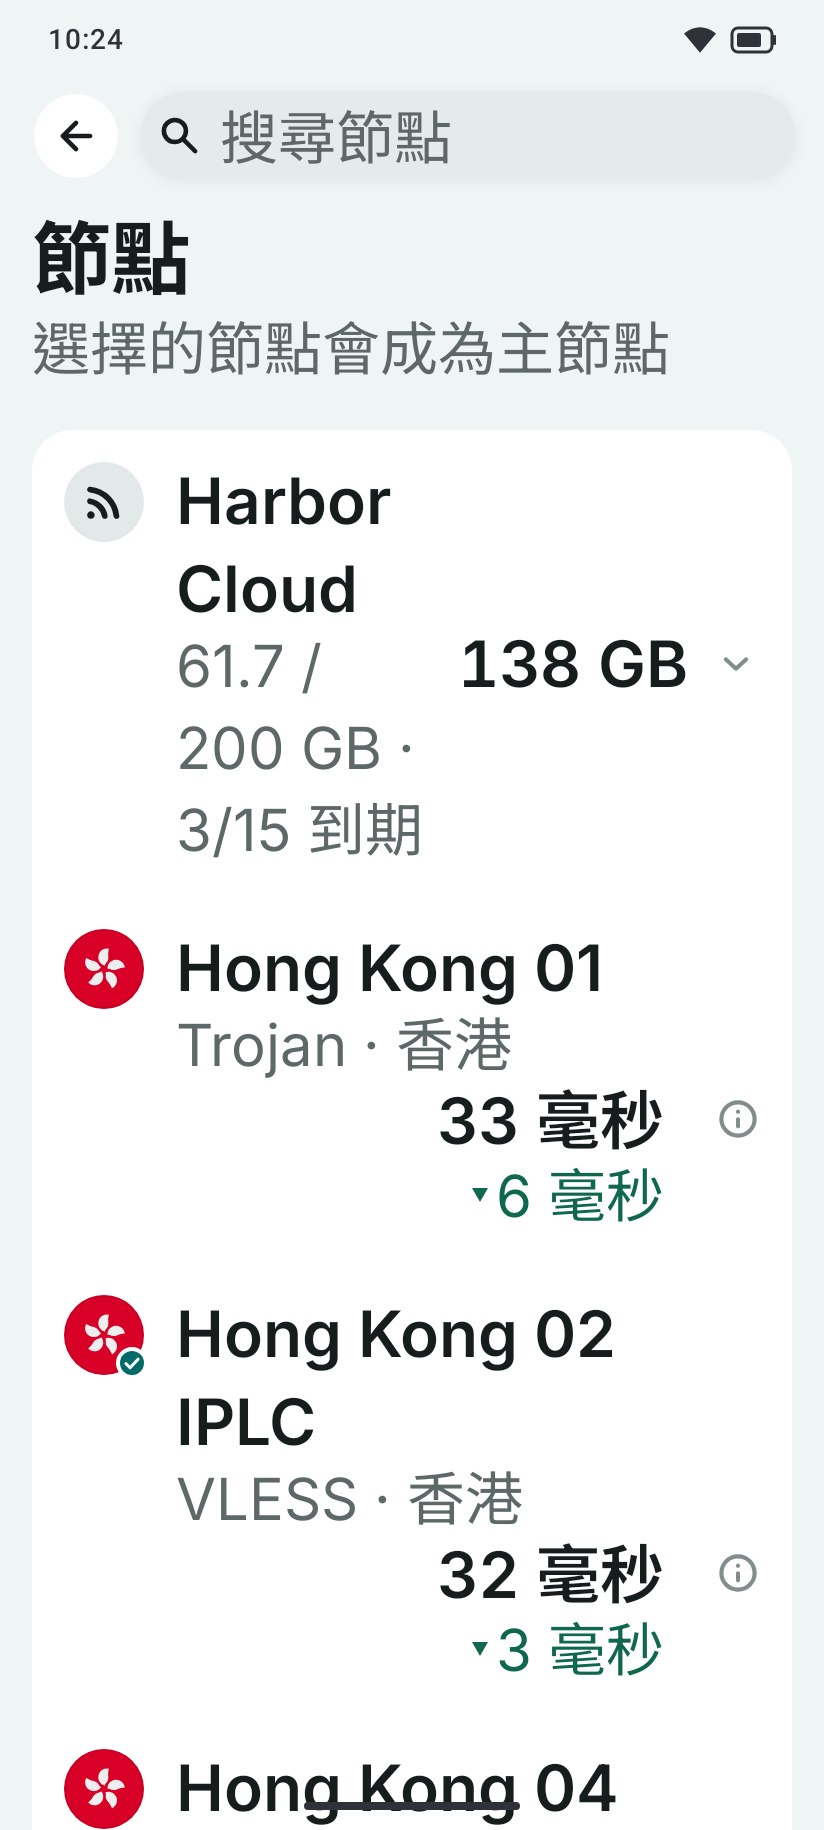 10:24
搜尋節點
節點
選擇的節點會成為主節點
Harbor
Cloud
61.7 /
200 GB ·
3/15 到期
138 GB
Hong Kong 01
Trojan · 香港
33 毫秒
▼6 毫秒
Hong Kong 02
IPLC
VLESS · 香港
32 毫秒
▼3 毫秒
Hong Kong 04